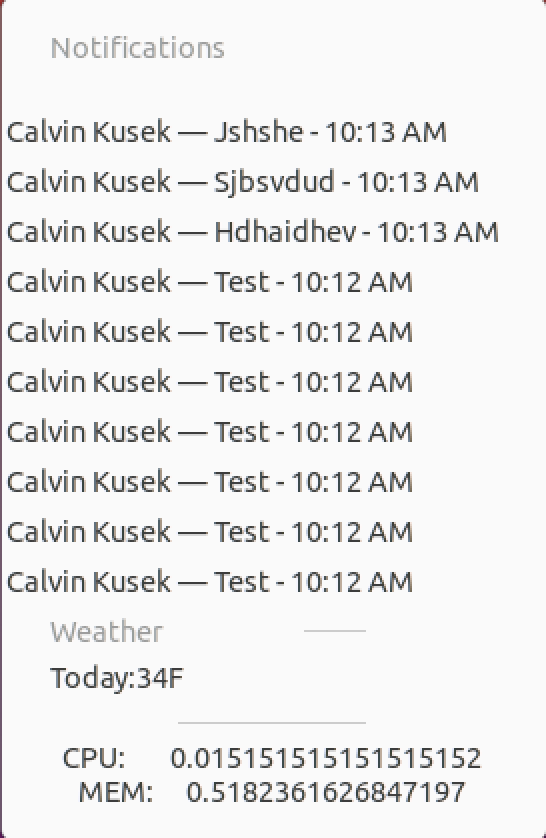 Notifications
Calvin Kusek — Jshshe - 10:13 AM
Calvin Kusek — Sjbsvdud - 10:13 AM
Calvin Kusek — Hdhaidhev - 10:13 AM
Calvin Kusek — Test - 10:12 AM
Calvin Kusek — Test - 10:12 AM
Calvin Kusek — Test - 10:12 AM
Calvin Kusek — Test - 10:12 AM
Calvin Kusek — Test - 10:12 AM
Calvin Kusek — Test - 10:12 AM
Calvin Kusek — Test - 10:12 AM
Weather
Today:34F
CPU: 0.015151515151515152
MEM: 0.5182361626847197